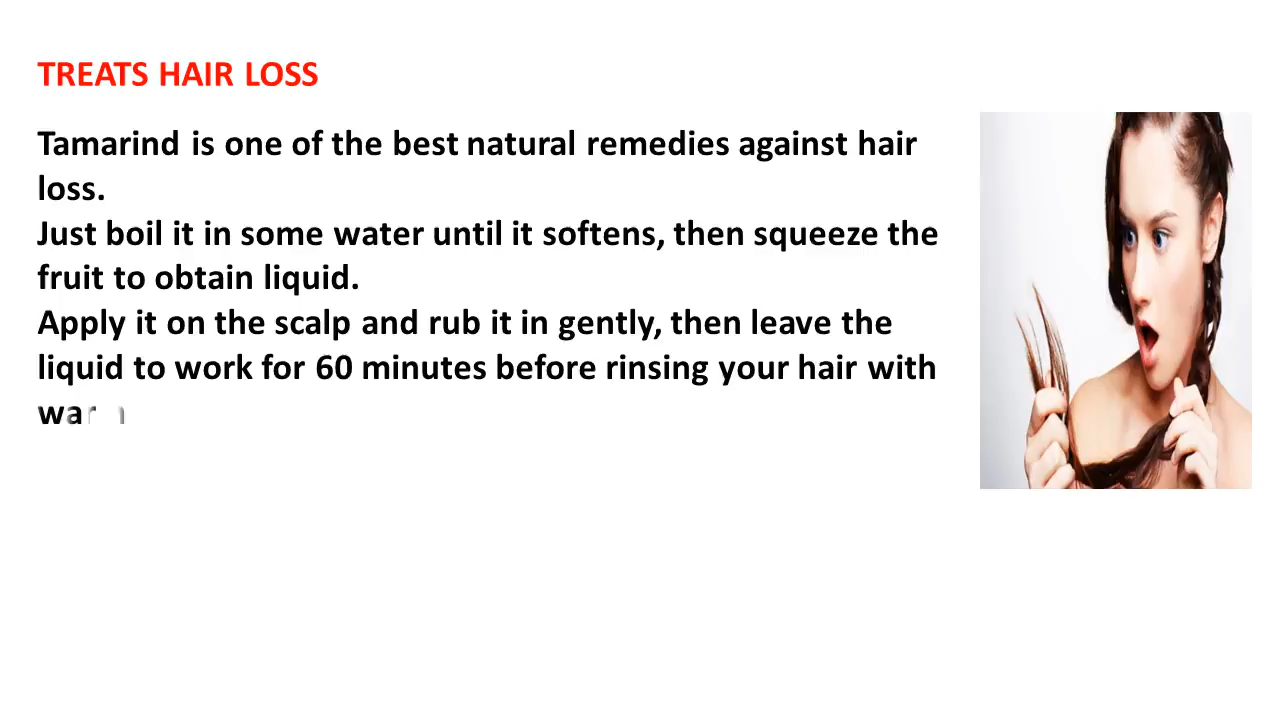 TREATS HAIR LOSS
Tamarind is one of the best natural remedies against hair
loss.
Just boil it in some water until it softens, then squeeze the
fruit to obtain liquid.
Apply it on the scalp and rub it in gently, then leave the
liquid to work for 60 minutes before rinsing your hair with